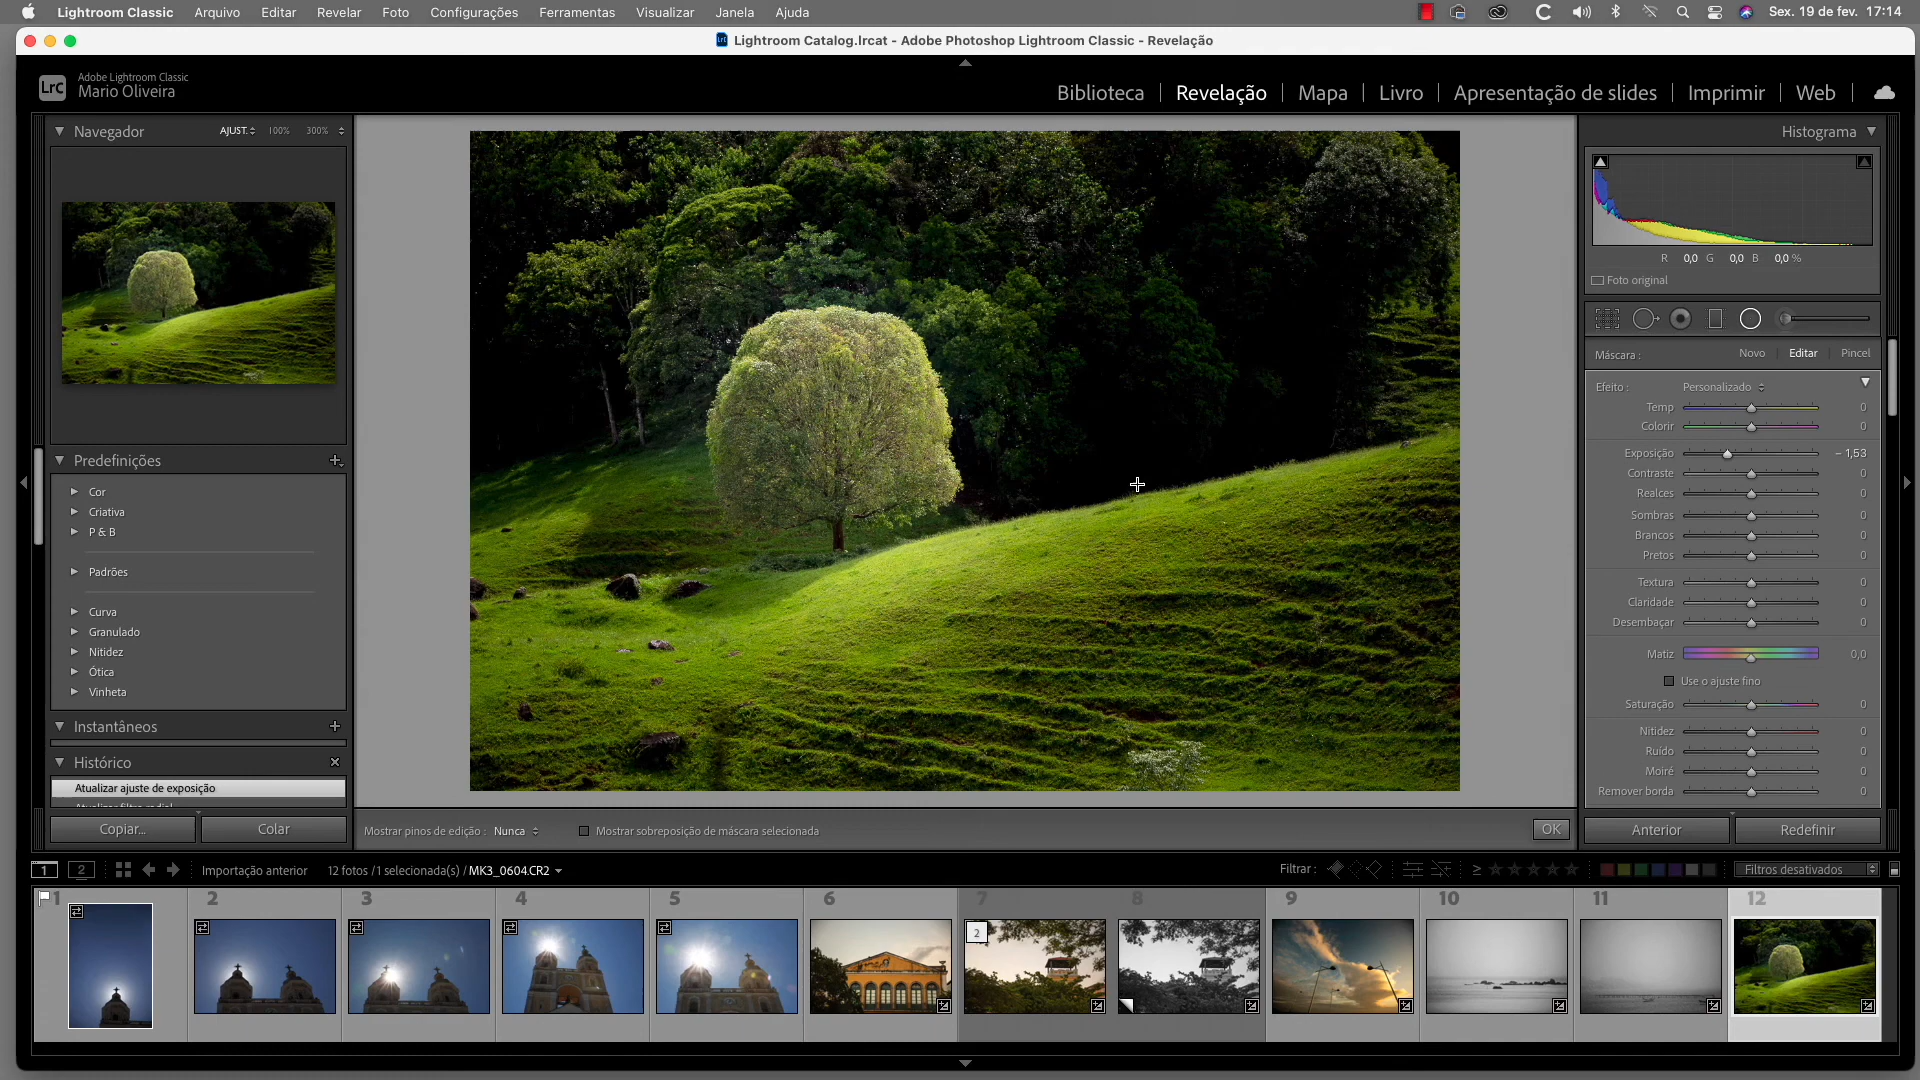 Lightroom Classic Arquivo Editar Revelar Foto Configurações Ferramentas Visualizar Janela Ajuda Sex. 19 de fev. 17:14
Lightroom Catalog.lrcat - Adobe Photoshop Lightroom Classic - Revelação
Lrc
Adobe Lightroom Classic
Mario Oliveira
Biblioteca | Revelação | Mapa | Livro | Apresentação de slides | Imprimir | Web
Navegador AJUST. 100% 300%
Predefinições
Cor
Criativa
P & B
Padrões
Curva
Granulado
Nitidez
Ótica
Vinheta
Instantâneos
Histórico
Atualizar ajuste de exposição
Atualizar filtro radial
Copiar... Colar
Mostrar pinos de edição : Nunca Mostrar sobreposição de máscara selecionada OK
Histograma
R 0,0 G 0,0 B 0,0 %
Foto original
Máscara : Novo Editar Pincel
Efeito : Personalizado
Temp 0
Colorir 0
Exposição – 1,53
Contraste 0
Realces 0
Sombras 0
Brancos 0
Pretos 0
Textura 0
Claridade 0
Desembaçar 0
Matiz 0,0
Use o ajuste fino
Saturação 0
Nitidez 0
Ruído 0
Moiré 0
Remover borda 0
Anterior Redefinir
1 2 Importação anterior 12 fotos /1 selecionada(s) / MK3_0604.CR2 Filtrar : ≥ Filtros desativados
1 2 3 4 5 6 7 8 9 10 11 12
2